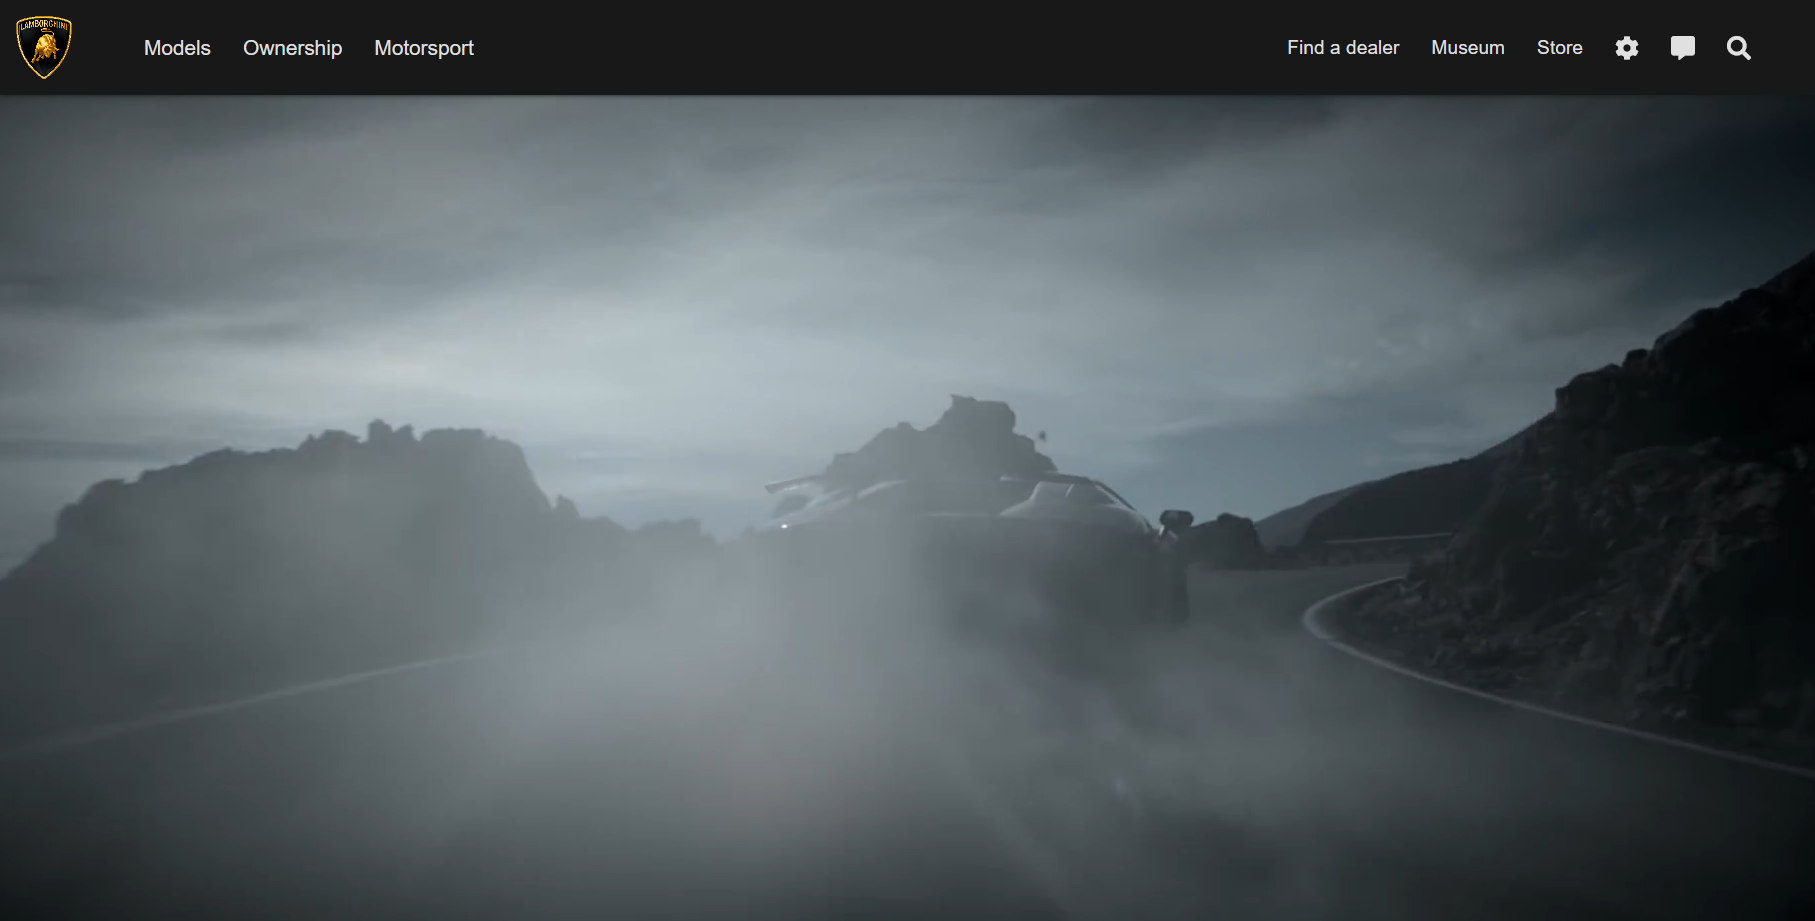 LAMBORGHINI
Models
Ownership
Motorsport
Find a dealer
Museum
Store